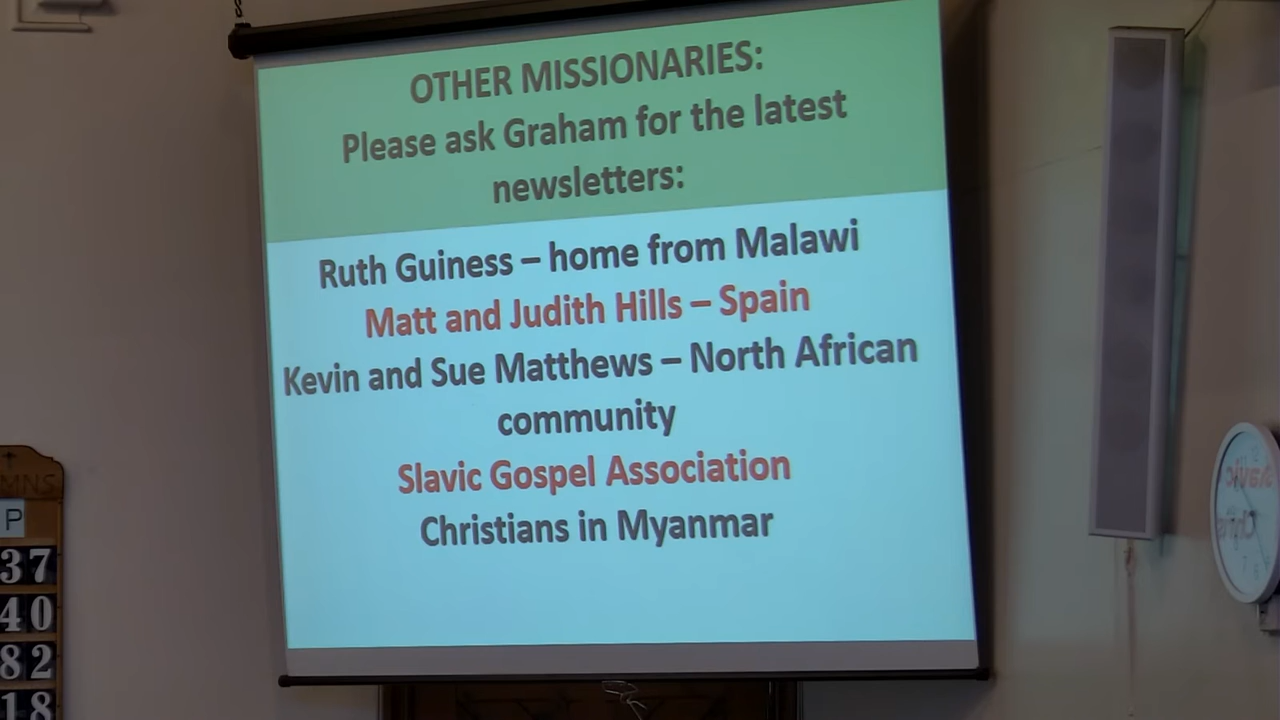 OTHER MISSIONARIES:
Please ask Graham for the latest
newsletters:
Ruth Guiness – home from Malawi
Matt and Judith Hills – Spain
Kevin and Sue Matthews – North African
community
Slavic Gospel Association
Christians in Myanmar
MNS
P
37
40
82
18